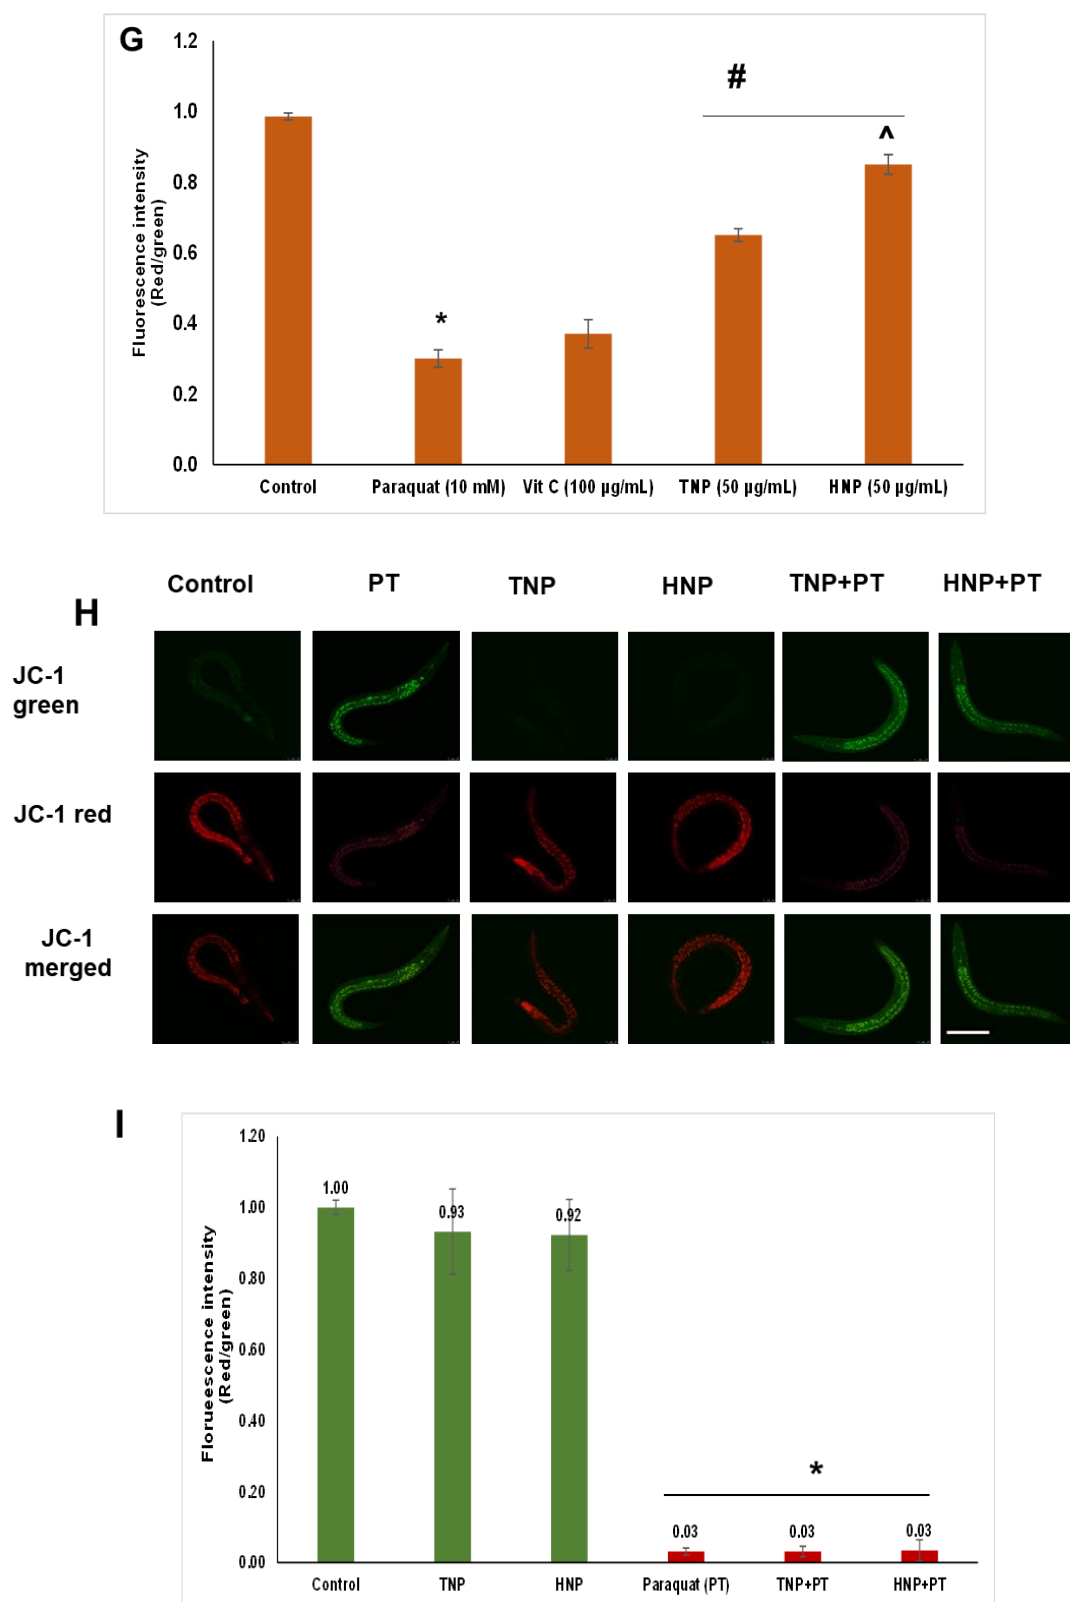 G
1.2
#
1.0
^
0.8
Fluorescence intensity
(Red/green)
0.6
0.4
*
0.2
0.0
Control
Paraquat (10 mM)
Vit C (100 µg/mL)
TNP (50 µg/mL)
HNP (50 µg/mL)
H
Control
PT
TNP
HNP
TNP+PT
HNP+PT
JC-1
green
JC-1 red
JC-1
merged
I
1.20
1.00
1.00
0.93
0.92
0.80
Florueescence intensity
(Red/green)
0.60
0.40
*
0.20
0.03
0.03
0.03
0.00
Control
TNP
HNP
Paraquat (PT)
TNP+PT
HNP+PT